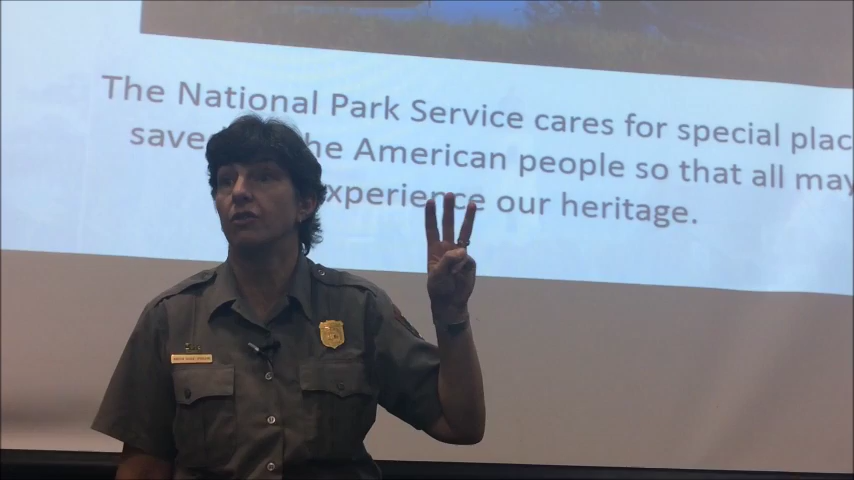 The National Park Service cares for special plac
save he American people so that all may
xperience our heritage.